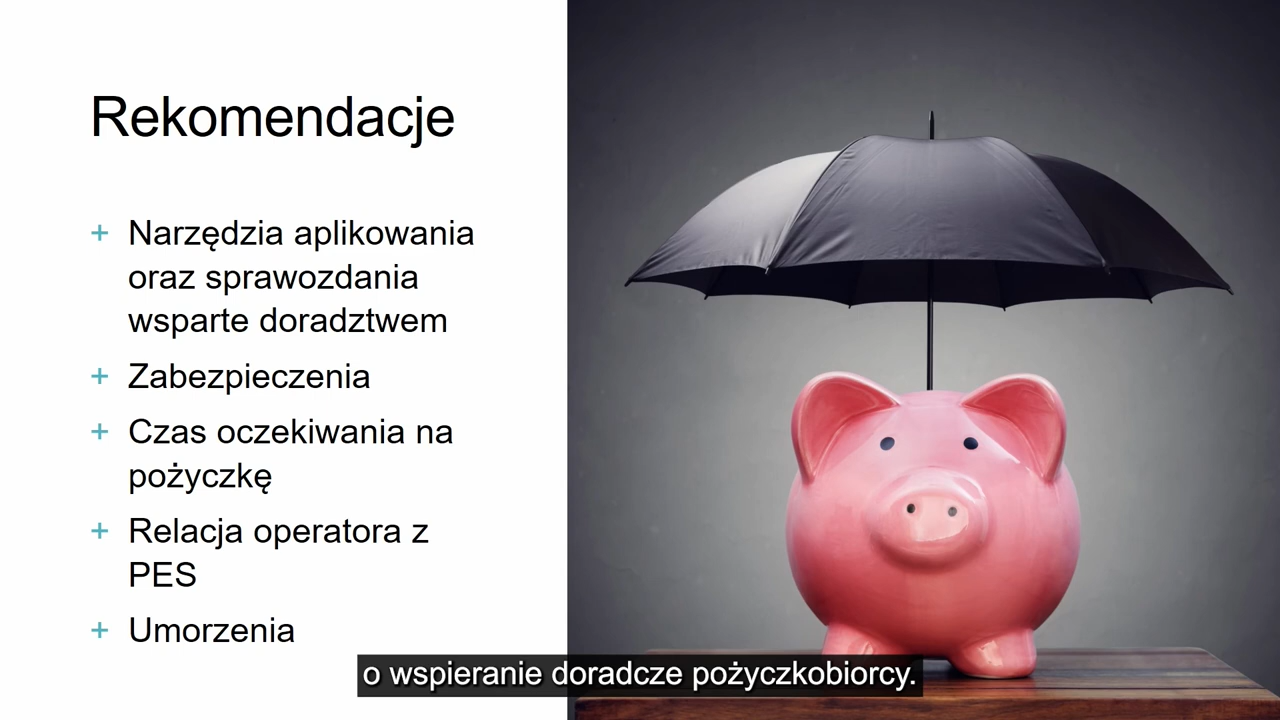 Rekomendacje
+ Narzędzia aplikowania
oraz sprawozdania
wsparte doradztwem
+ Zabezpieczenia
+ Czas oczekiwania na
pożyczkę
+ Relacja operatora z
PES
+ Umorzenia
o wspieranie doradcze pożyczkobiorcy.